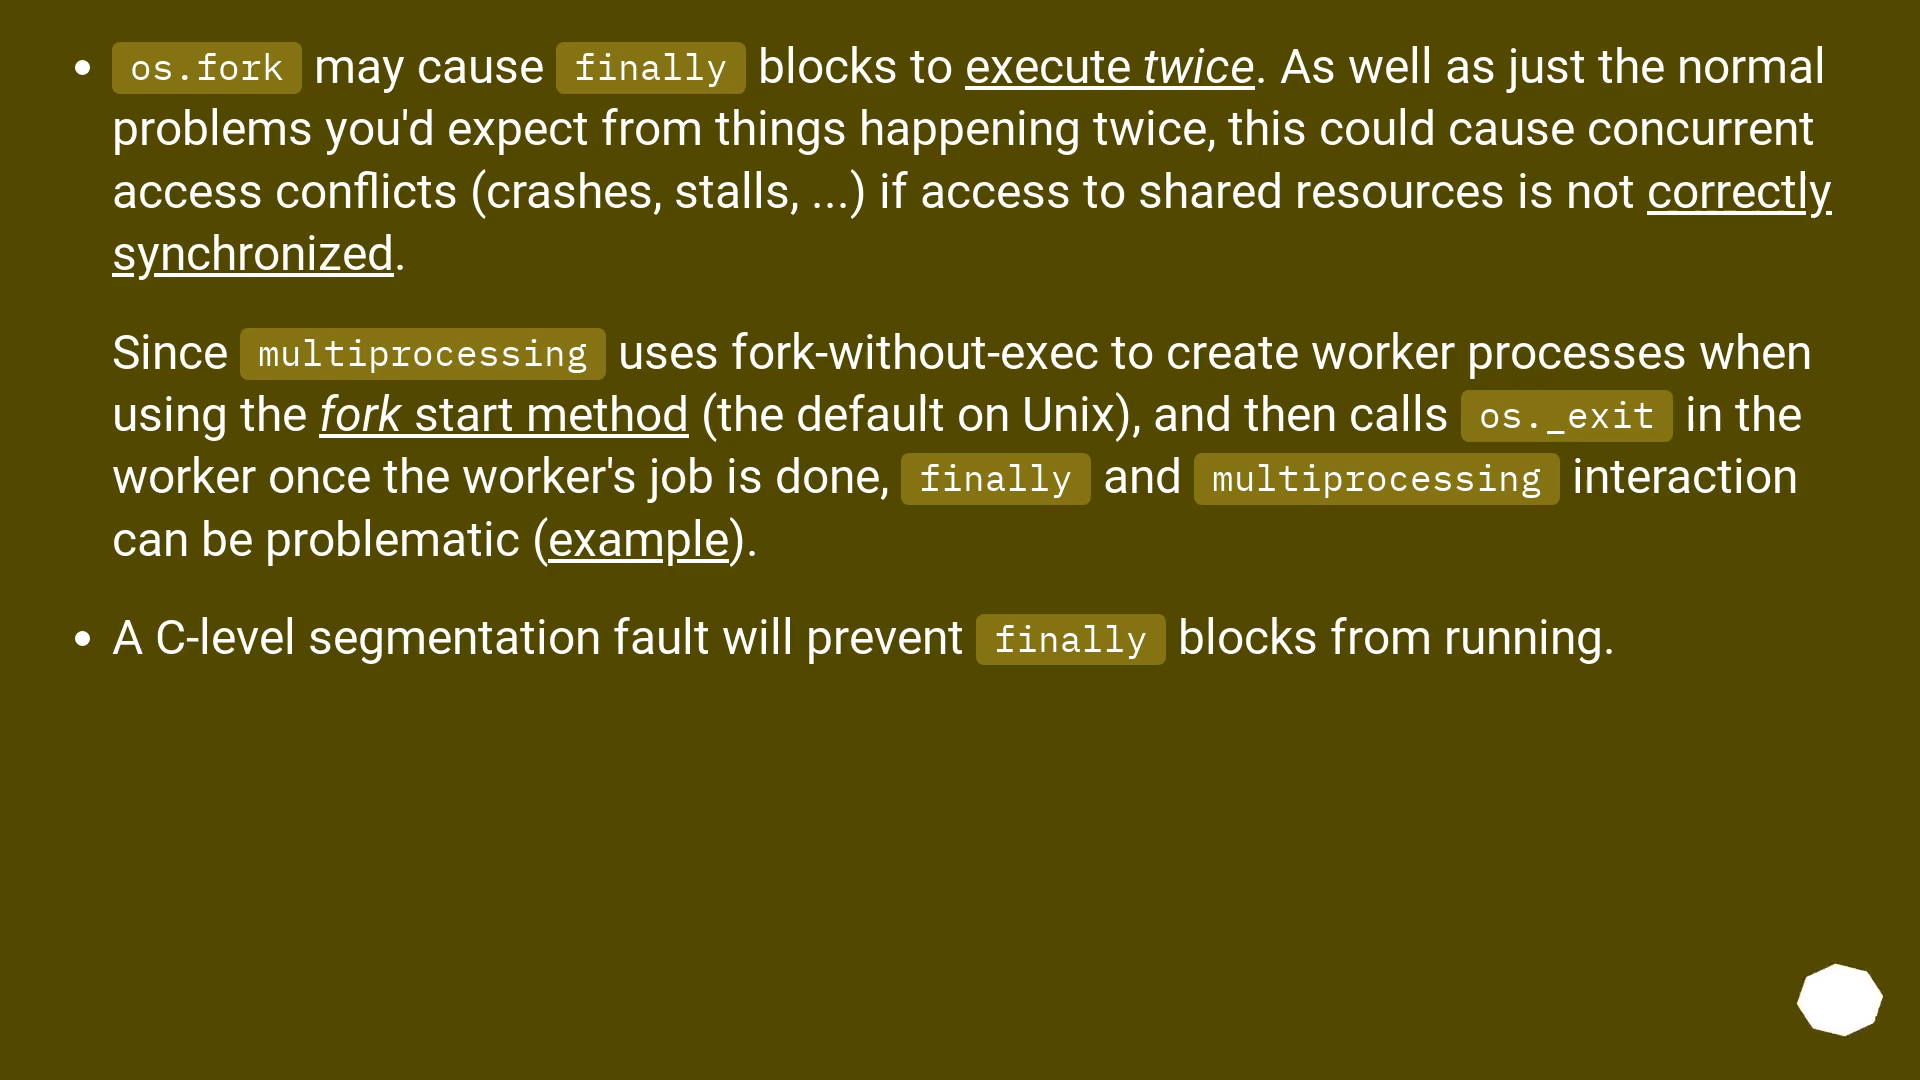 • os.fork may cause finally blocks to execute twice. As well as just the normal
problems you'd expect from things happening twice, this could cause concurrent
access conflicts (crashes, stalls, ...) if access to shared resources is not correctly
synchronized.
Since multiprocessing uses fork-without-exec to create worker processes when
using the fork start method (the default on Unix), and then calls os._exit in the
worker once the worker's job is done, finally and multiprocessing interaction
can be problematic (example).
• A C-level segmentation fault will prevent finally blocks from running.